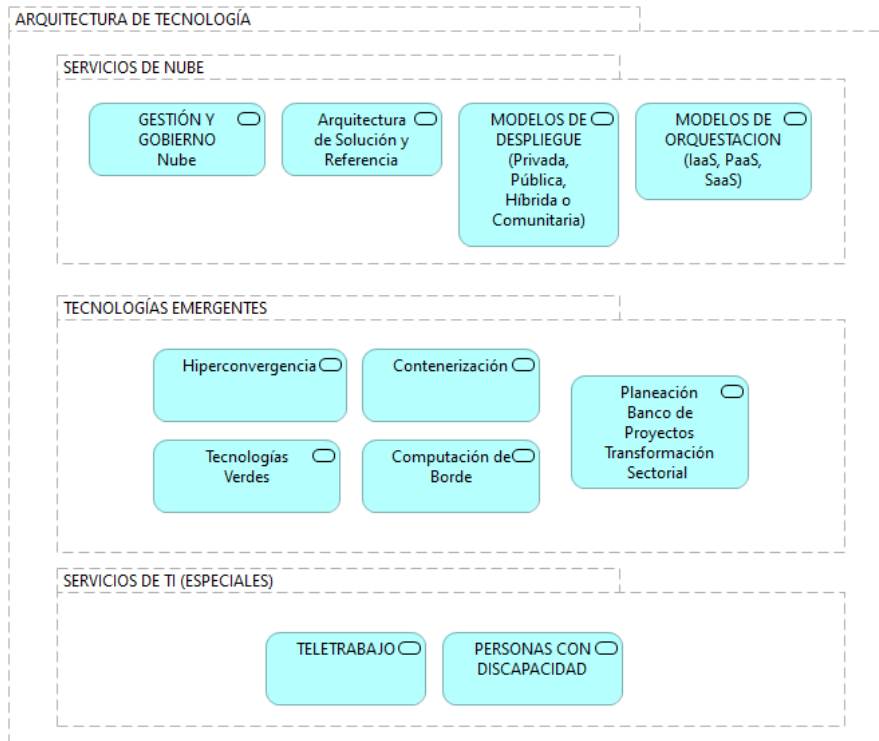 ARQUITECTURA DE TECNOLOGÍA
SERVICIOS DE NUBE
GESTIÓN Y
GOBIERNO
Nube
Arquitectura
de Solución y
Referencia
MODELOS DE
DESPLIEGUE
(Privada,
Pública,
Híbrida o
Comunitaria)
MODELOS DE
ORQUESTACION
(IaaS, PaaS,
SaaS)
TECNOLOGÍAS EMERGENTES
Hiperconvergencia
Contenerización
Planeación
Banco de
Proyectos
Transformación
Sectorial
Tecnologías
Verdes
Computación de
Borde
SERVICIOS DE TI (ESPECIALES)
TELETRABAJO
PERSONAS CON
DISCAPACIDAD